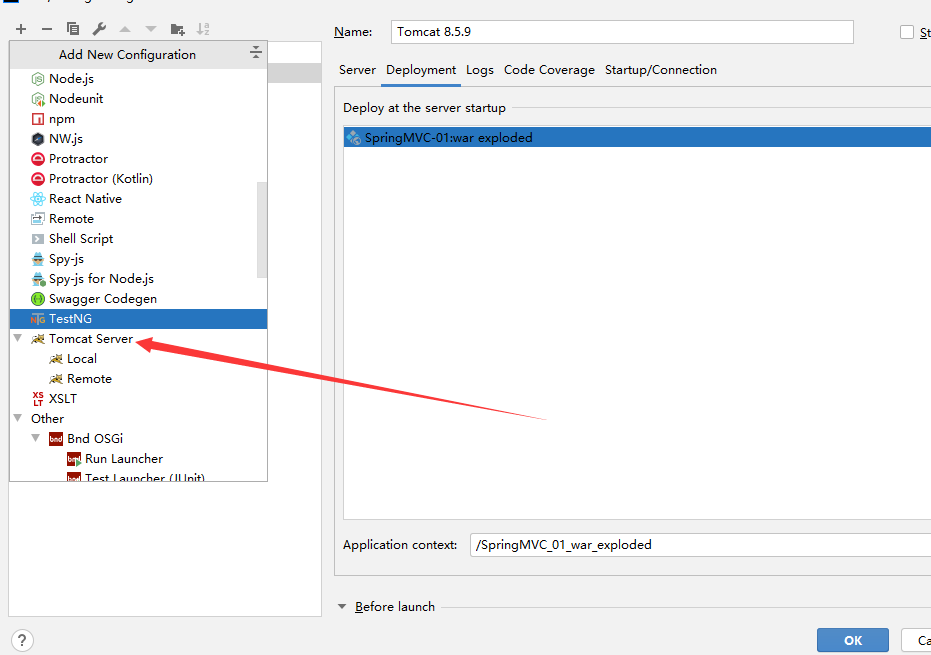 Name:
Tomcat 8.5.9
St
Add New Configuration
Node.js
Nodeunit
npm
NW.js
Protractor
Protractor (Kotlin)
React Native
Remote
Shell Script
Spy-js
Spy-js for Node.js
Swagger Codegen
TestNG
Tomcat Server
Local
Remote
XSLT
Other
Bnd OSGi
Run Launcher
Test Launcher (JUnit)
Server Deployment Logs Code Coverage Startup/Connection
Deploy at the server startup
SpringMVC-01:war exploded
Application context:
/SpringMVC_01_war_exploded
Before launch
?
OK
Ca